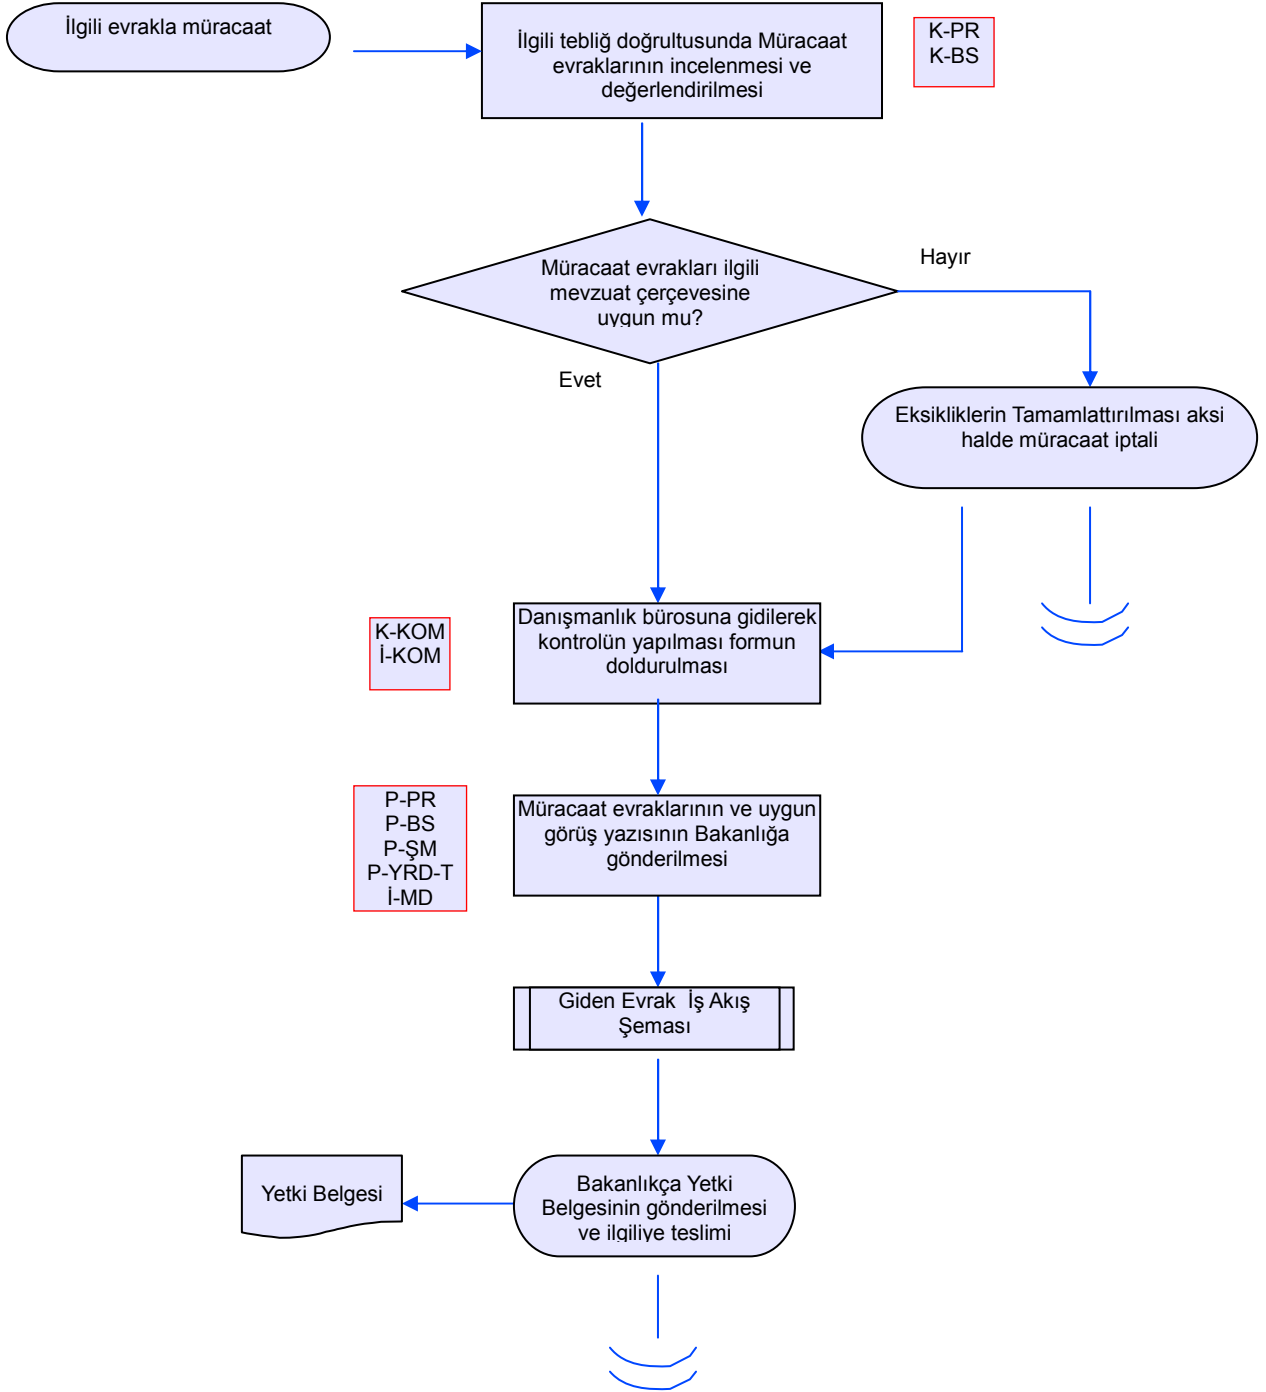 İlgili evrakla müracaat
İlgili tebliğ doğrultusunda Müracaat
evraklarının incelenmesi ve
değerlendirilmesi
K-PR
K-BS
Müracaat evrakları ilgili
mevzuat çerçevesine
uygun mu?
Hayır
Evet
Eksikliklerin Tamamlattırılması aksi
halde müracaat iptali
K-KOM
İ-KOM
Danışmanlık bürosuna gidilerek
kontrolün yapılması formun
doldurulması
P-PR
P-BS
P-ŞM
P-YRD-T
İ-MD
Müracaat evraklarının ve uygun
görüş yazısının Bakanlığa
gönderilmesi
Giden Evrak İş Akış
Şeması
Yetki Belgesi
Bakanlıkça Yetki
Belgesinin gönderilmesi
ve ilgiliye teslimi